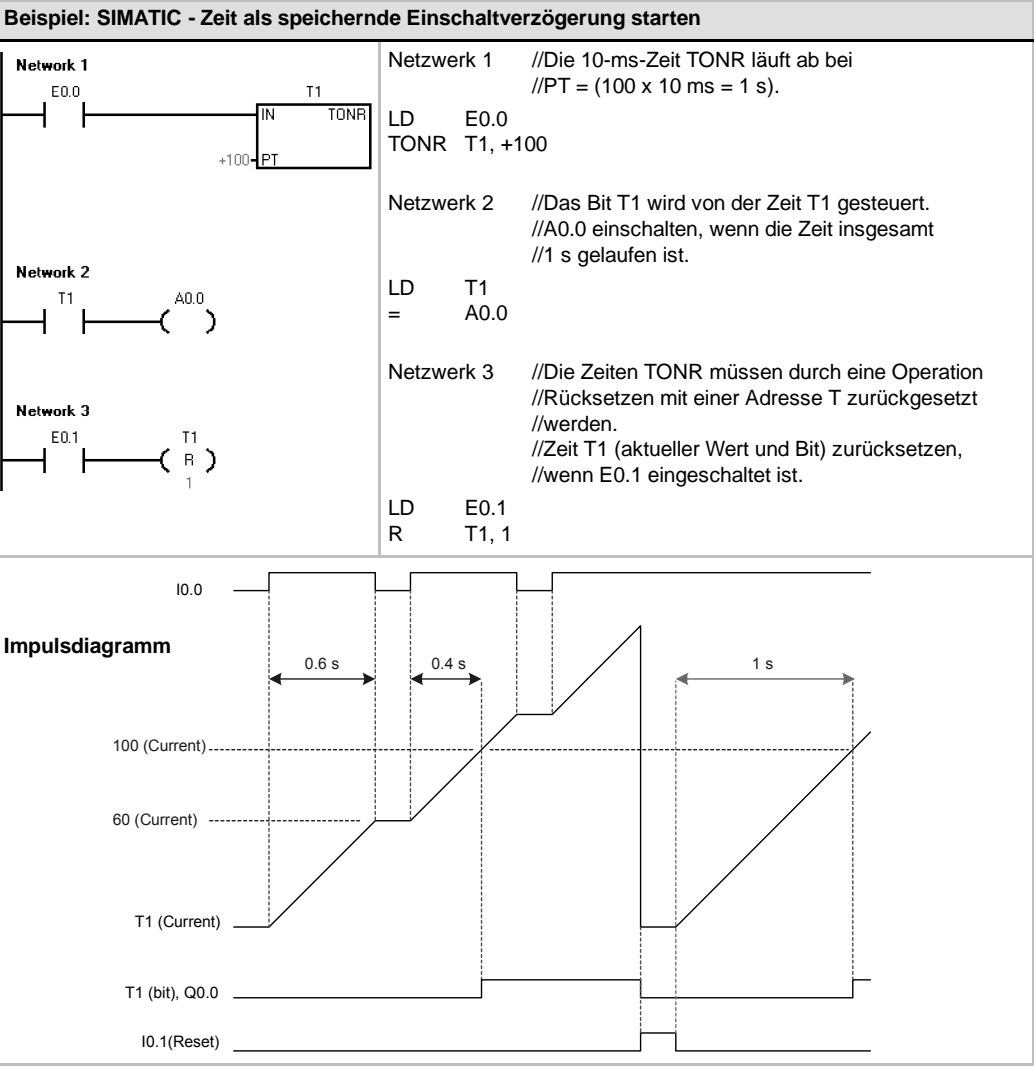 Beispiel: SIMATIC - Zeit als speichernde Einschaltverzögerung starten
Network 1
E0.0
T1
IN TONR
+100 PT
Network 2
T1 A0.0
( )
Network 3
E0.1 T1
( R )
1
Netzwerk 1 //Die 10-ms-Zeit TONR läuft ab bei
//PT = (100 x 10 ms = 1 s).
LD E0.0
TONR T1, +100
Netzwerk 2 //Das Bit T1 wird von der Zeit T1 gesteuert.
//A0.0 einschalten, wenn die Zeit insgesamt
//1 s gelaufen ist.
LD T1
= A0.0
Netzwerk 3 //Die Zeiten TONR müssen durch eine Operation
//Rücksetzen mit einer Adresse T zurückgesetzt
//werden.
//Zeit T1 (aktueller Wert und Bit) zurücksetzen,
//wenn E0.1 eingeschaltet ist.
LD E0.1
R T1, 1
I0.0
Impulsdiagramm
0.6 s 0.4 s 1 s
100 (Current)
60 (Current)
T1 (Current)
T1 (bit), Q0.0
I0.1(Reset)